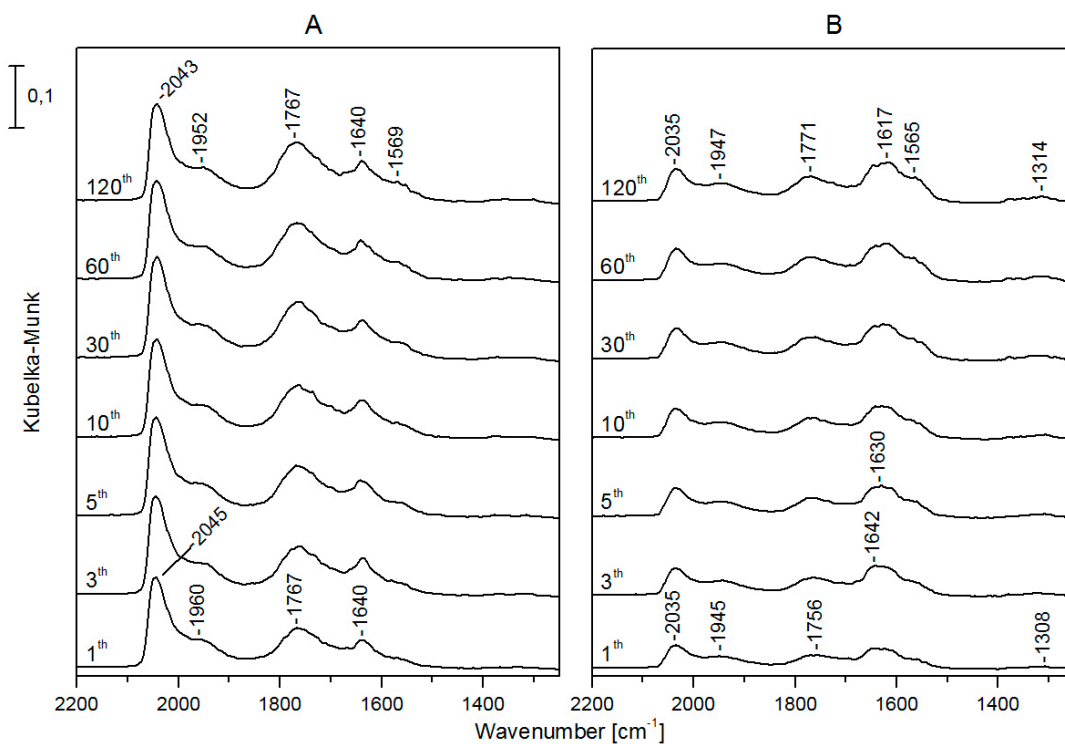 A
B
0,1
Kubelka-Munk
2043
1952
1767
1640
1569
2035
1947
1771
1617
1565
1314
120th
120th
60th
60th
30th
30th
10th
10th
5th
1630
5th
2045
1642
3th
3th
1960
1767
1640
2035
1945
1756
1308
1th
1th
2200 2000 1800 1600 1400
2200 2000 1800 1600 1400
Wavenumber [cm-1]